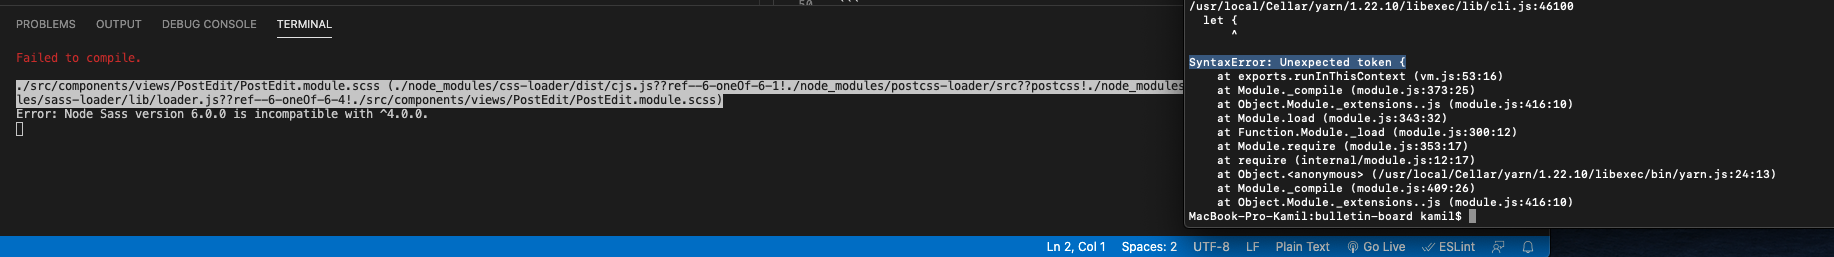 50
PROBLEMS OUTPUT DEBUG CONSOLE TERMINAL
Failed to compile.
./src/components/views/PostEdit/PostEdit.module.scss (./node_modules/css-loader/dist/cjs.js??ref--6-oneOf-6-1!./node_modules/postcss-loader/src??postcss!./node_modules
les/sass-loader/lib/loader.js??ref--6-oneOf-6-4!./src/components/views/PostEdit/PostEdit.module.scss)
Error: Node Sass version 6.0.0 is incompatible with ^4.0.0.
/usr/local/Cellar/yarn/1.22.10/libexec/lib/cli.js:46100
let {
^
SyntaxError: Unexpected token {
at exports.runInThisContext (vm.js:53:16)
at Module._compile (module.js:373:25)
at Object.Module._extensions..js (module.js:416:10)
at Module.load (module.js:343:32)
at Function.Module._load (module.js:300:12)
at Module.require (module.js:353:17)
at require (internal/module.js:12:17)
at Object.<anonymous> (/usr/local/Cellar/yarn/1.22.10/libexec/bin/yarn.js:24:13)
at Module._compile (module.js:409:26)
at Object.Module._extensions..js (module.js:416:10)
MacBook-Pro-Kamil:bulletin-board kamil$
Ln 2, Col 1 Spaces: 2 UTF-8 LF Plain Text Go Live ESLint